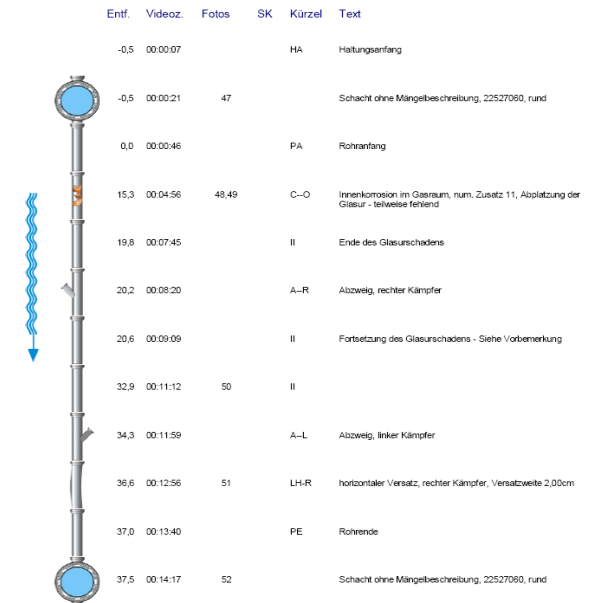 Entf. Videoz. Fotos SK Kürzel Text
-0,5 00:00:07 HA Haltungsanfang
-0,5 00:00:21 47 Schacht ohne Mängelbeschreibung, 22527060, rund
0,0 00:00:46 PA Rohranfang
15,3 00:04:56 48,49 C--O Innenkorrosion im Gasraum, num. Zusatz 11, Abplatzung der
Glasur - teilweise fehlend
19,8 00:07:45 II Ende des Glasurschadens
20,2 00:08:20 A--R Abzweig, rechter Kämpfer
20,6 00:09:09 II Fortsetzung des Glasurschadens - Siehe Vorbemerkung
32,9 00:11:12 50 II
34,3 00:11:59 A--L Abzweig, linker Kämpfer
36,6 00:12:56 51 LH-R horizontaler Versatz, rechter Kämpfer, Versatzweite 2,00cm
37,0 00:13:40 PE Rohrende
37,5 00:14:17 52 Schacht ohne Mängelbeschreibung, 22527060, rund